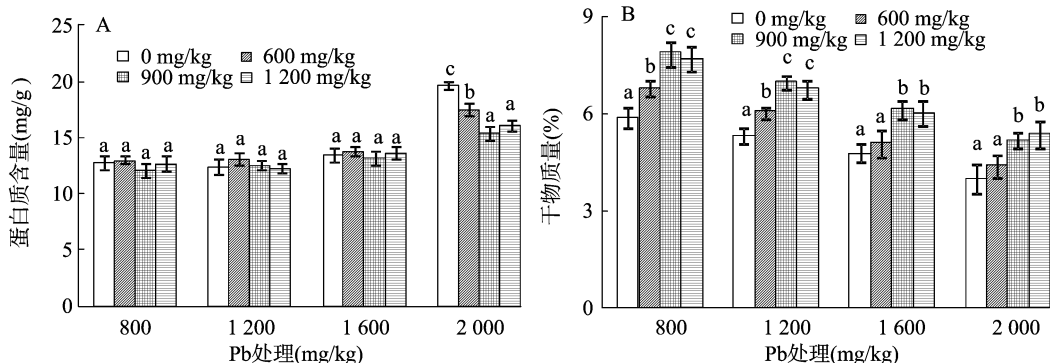 A
0 mg/kg 600 mg/kg
900 mg/kg 1 200 mg/kg
蛋白质含量(mg/g)
25
20
15
10
5
0
a a a a
a a a a
a a a a
c b a a
800 1 200 1 600 2 000
Pb处理(mg/kg)
B
0 mg/kg 600 mg/kg
900 mg/kg 1 200 mg/kg
干物质量(%)
9
6
3
0
a b c c
a b c c
a a b b
a a b b
800 1 200 1 600 2 000
Pb处理(mg/kg)